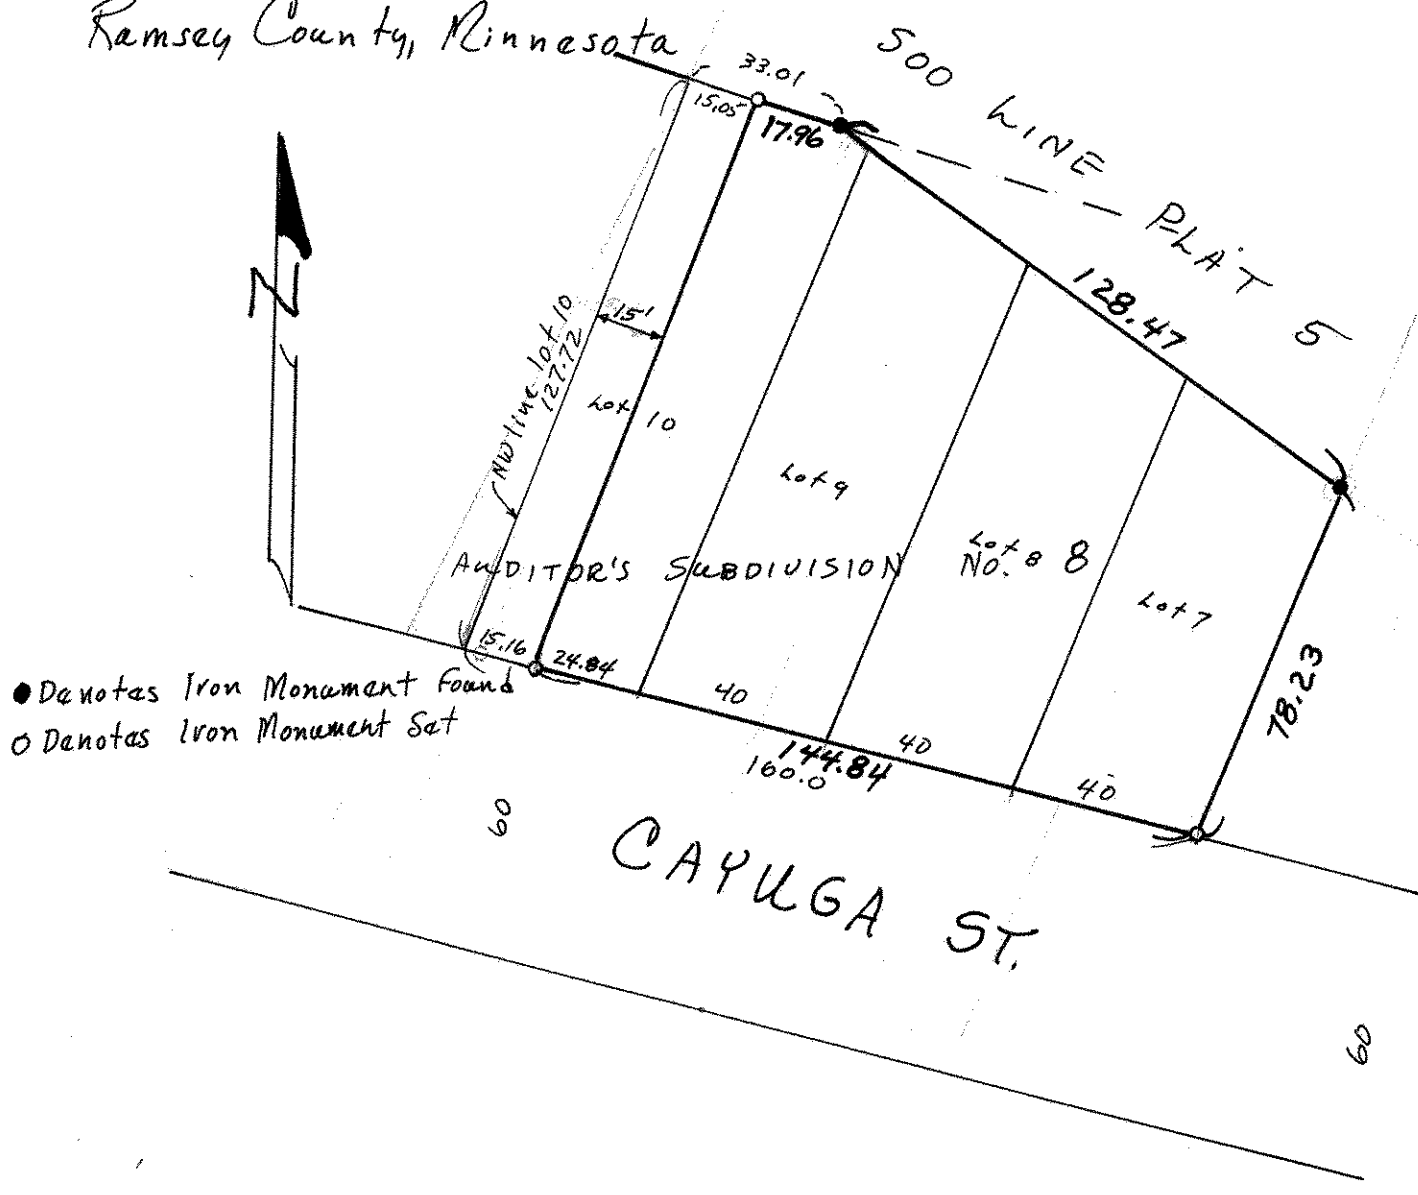 Ramsey County, Minnesota
33.01
SOO LINE PLAT 5
15.05
17.96
N
128.47
15'
NW line lot 10
127.72
Lot 10
Lot 9
Lot 8
AUDITOR'S SUBDIVISION NO. 8
Lot 7
78.23
15.16
24.84
40
40
40
144.84
160.0
● Denotes Iron Monument Found
○ Denotes Iron Monument Set
60
CAYUGA ST.
60